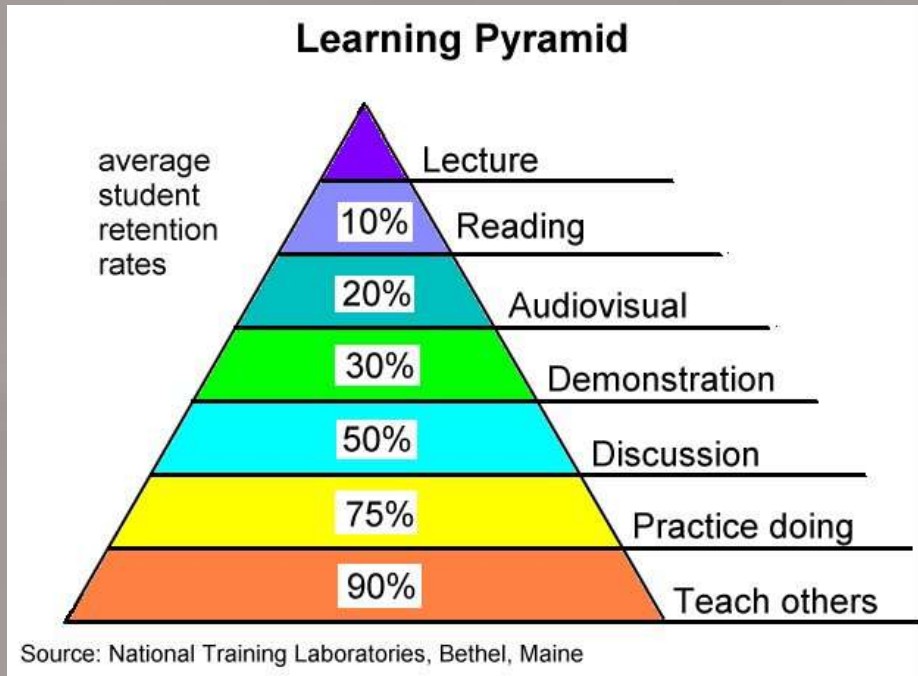 Learning Pyramid
average
student
retention
rates
Lecture
10% Reading
20% Audiovisual
30% Demonstration
50% Discussion
75% Practice doing
90% Teach others
Source: National Training Laboratories, Bethel, Maine